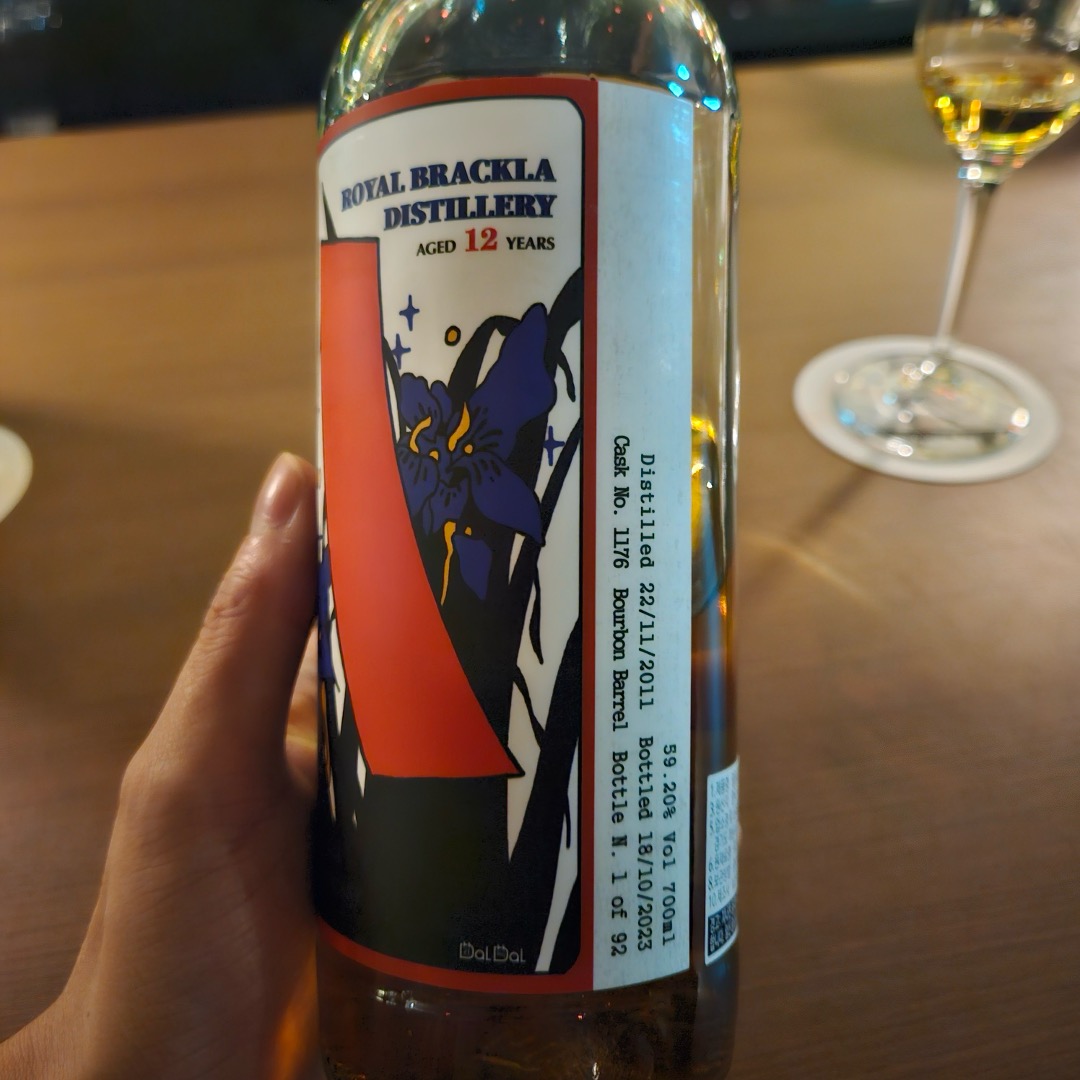 ROYAL BRACKLA
DISTILLERY
AGED 12 YEARS
DalDal
59.20% Vol 700ml
Distilled 22/11/2011 Bottled 18/10/2023
Cask No. 1176 Bourbon Barrel Bottle N. 1 of 92